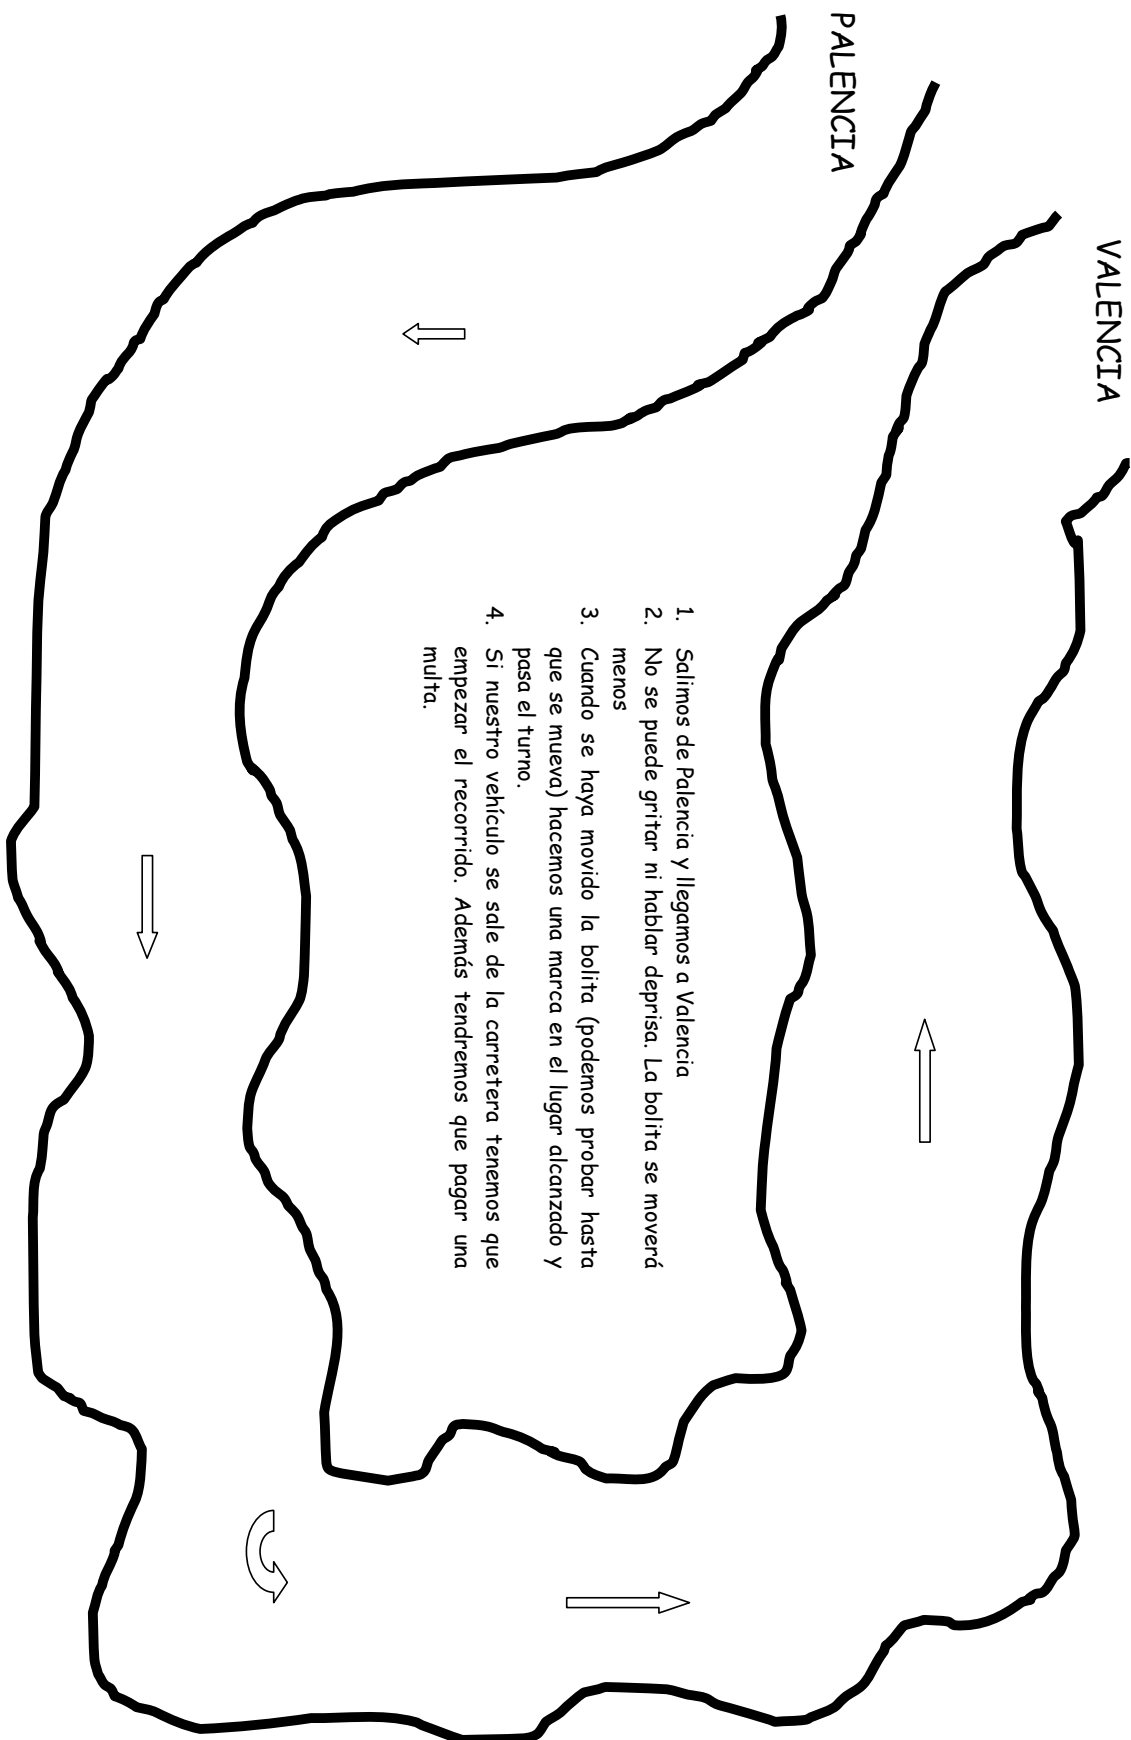 PALENCIA
VALENCIA
1. Salimos de Palencia y llegamos a Valencia
2. No se puede gritar ni hablar deprisa. La bolita se moverá
menos
3. Cuando se haya movido la bolita (podemos probar hasta
que se mueva) hacemos una marca en el lugar alcanzado y
pasa el turno.
4. Si nuestro vehículo se sale de la carretera tenemos que
empezar el recorrido. Además tendremos que pagar una
multa.